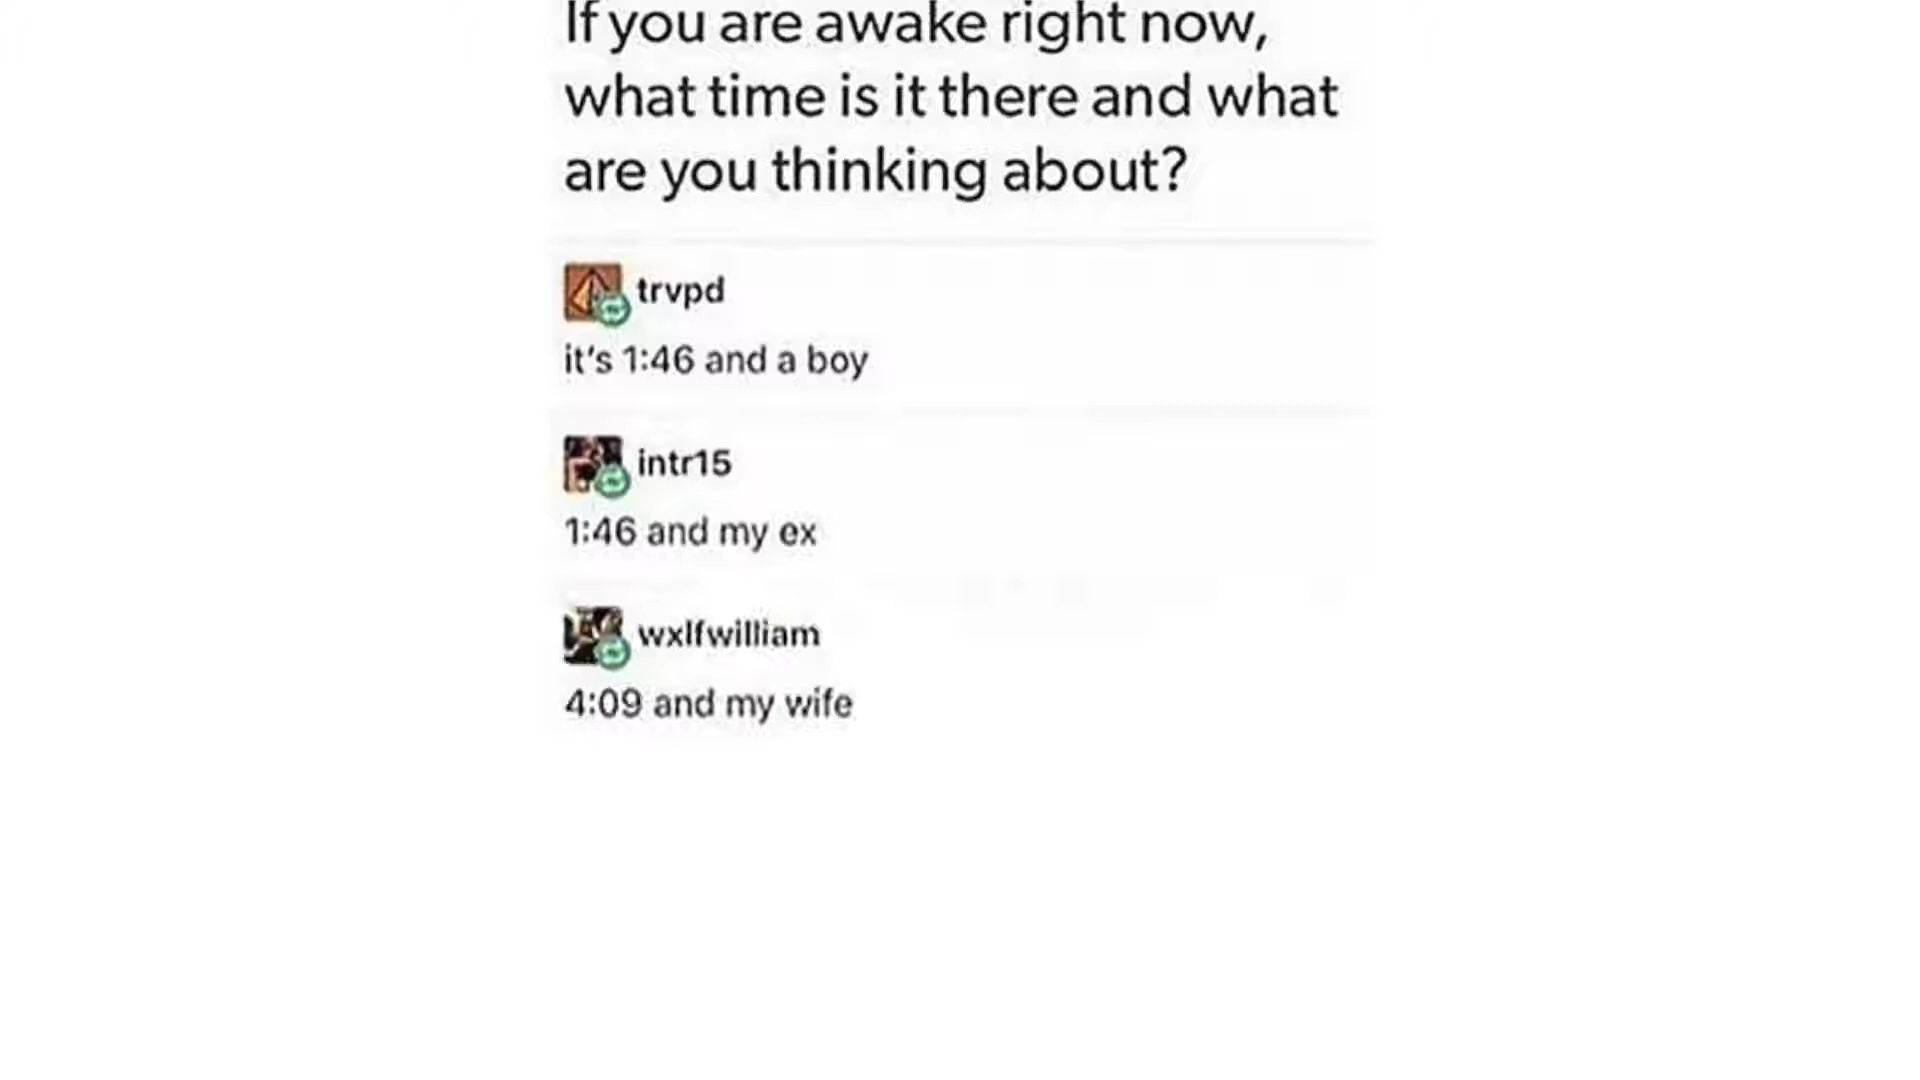 If you are awake right now,
what time is it there and what
are you thinking about?
trvpd
it's 1:46 and a boy
intr15
1:46 and my ex
wxlfwilliam
4:09 and my wife